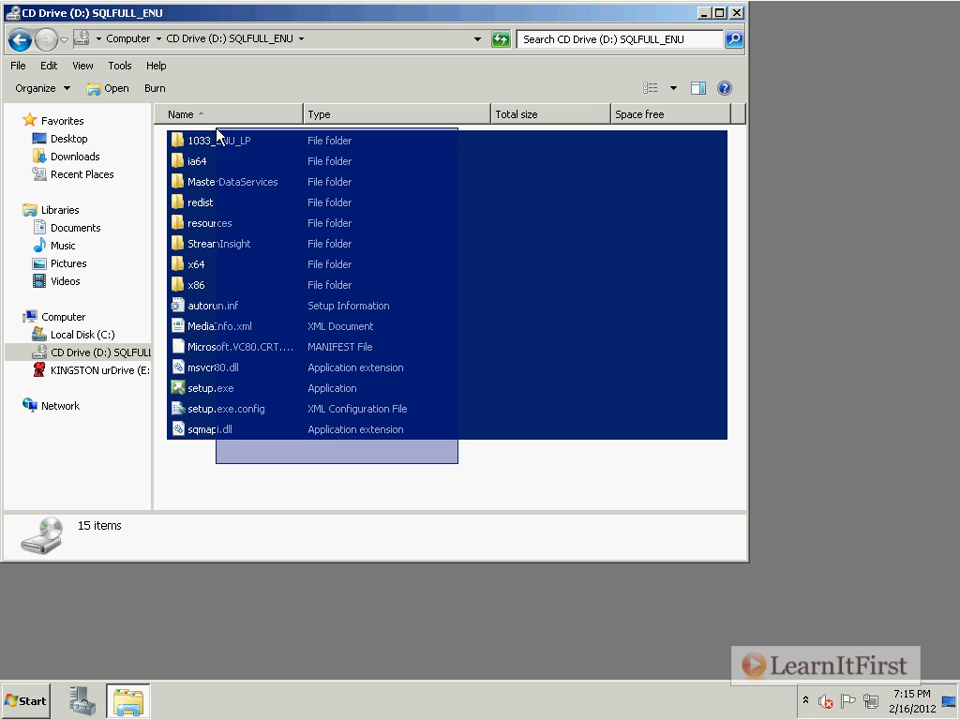 CD Drive (D:) SQLFULL_ENU
Computer CD Drive (D:) SQLFULL_ENU
Search CD Drive (D:) SQLFULL_ENU
File Edit View Tools Help
Organize Open Burn
Name Type Total size Space free
Favorites
Desktop
Downloads
Recent Places
Libraries
Documents
Music
Pictures
Videos
Computer
Local Disk (C:)
CD Drive (D:) SQLFULL
KINGSTON urDrive (E:
Network
1033_ENU_LP File folder
ia64 File folder
MasterDataServices File folder
redist File folder
resources File folder
StreamInsight File folder
x64 File folder
x86 File folder
autorun.inf Setup Information
MediaInfo.xml XML Document
Microsoft.VC80.CRT.... MANIFEST File
msvcr80.dll Application extension
setup.exe Application
setup.exe.config XML Configuration File
sqmapi.dll Application extension
15 items
LearnItFirst
Start
7:15 PM
2/16/2012